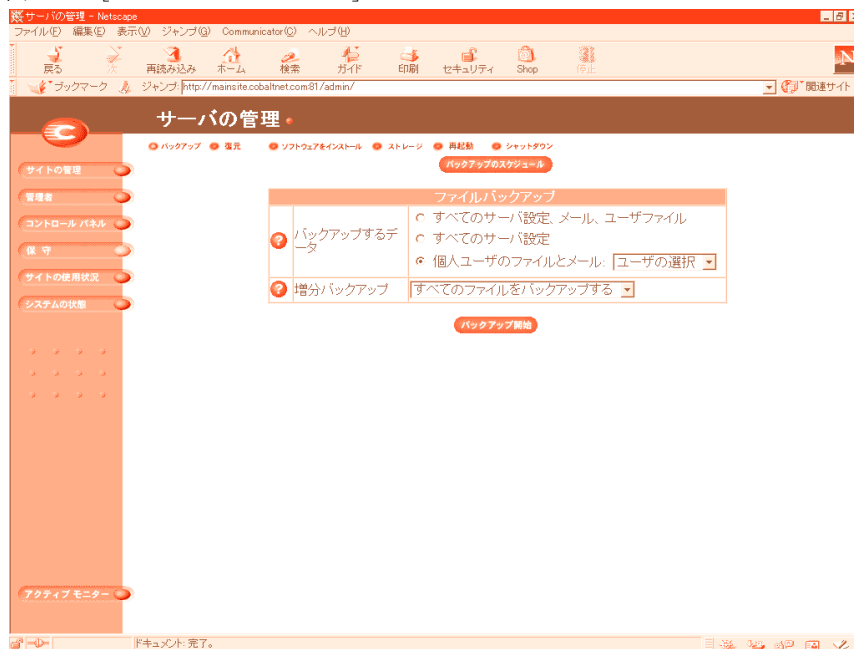 サーバの管理 - Netscape
ファイル(F) 編集(E) 表示(V) ジャンプ(G) Communicator(C) ヘルプ(H)
戻る 次 再読み込み ホーム 検索 ガイド 印刷 セキュリティ Shop 停止
ブックマーク ジャンプ: http://mainsite.cobaltnet.com:81/admin/ 関連サイト
サーバの管理
バックアップ 復元 ソフトウェアをインストール ストレージ 再起動 シャットダウン
バックアップのスケジュール
サイトの管理
管理者
コントロール パネル
保 守
サイトの使用状況
システムの状態
アクティブ モニター
ファイルバックアップ
バックアップするデータ
すべてのサーバ設定、メール、ユーザファイル
すべてのサーバ設定
個人ユーザのファイルとメール: ユーザの選択
増分バックアップ すべてのファイルをバックアップする
バックアップ開始
ドキュメント: 完了。